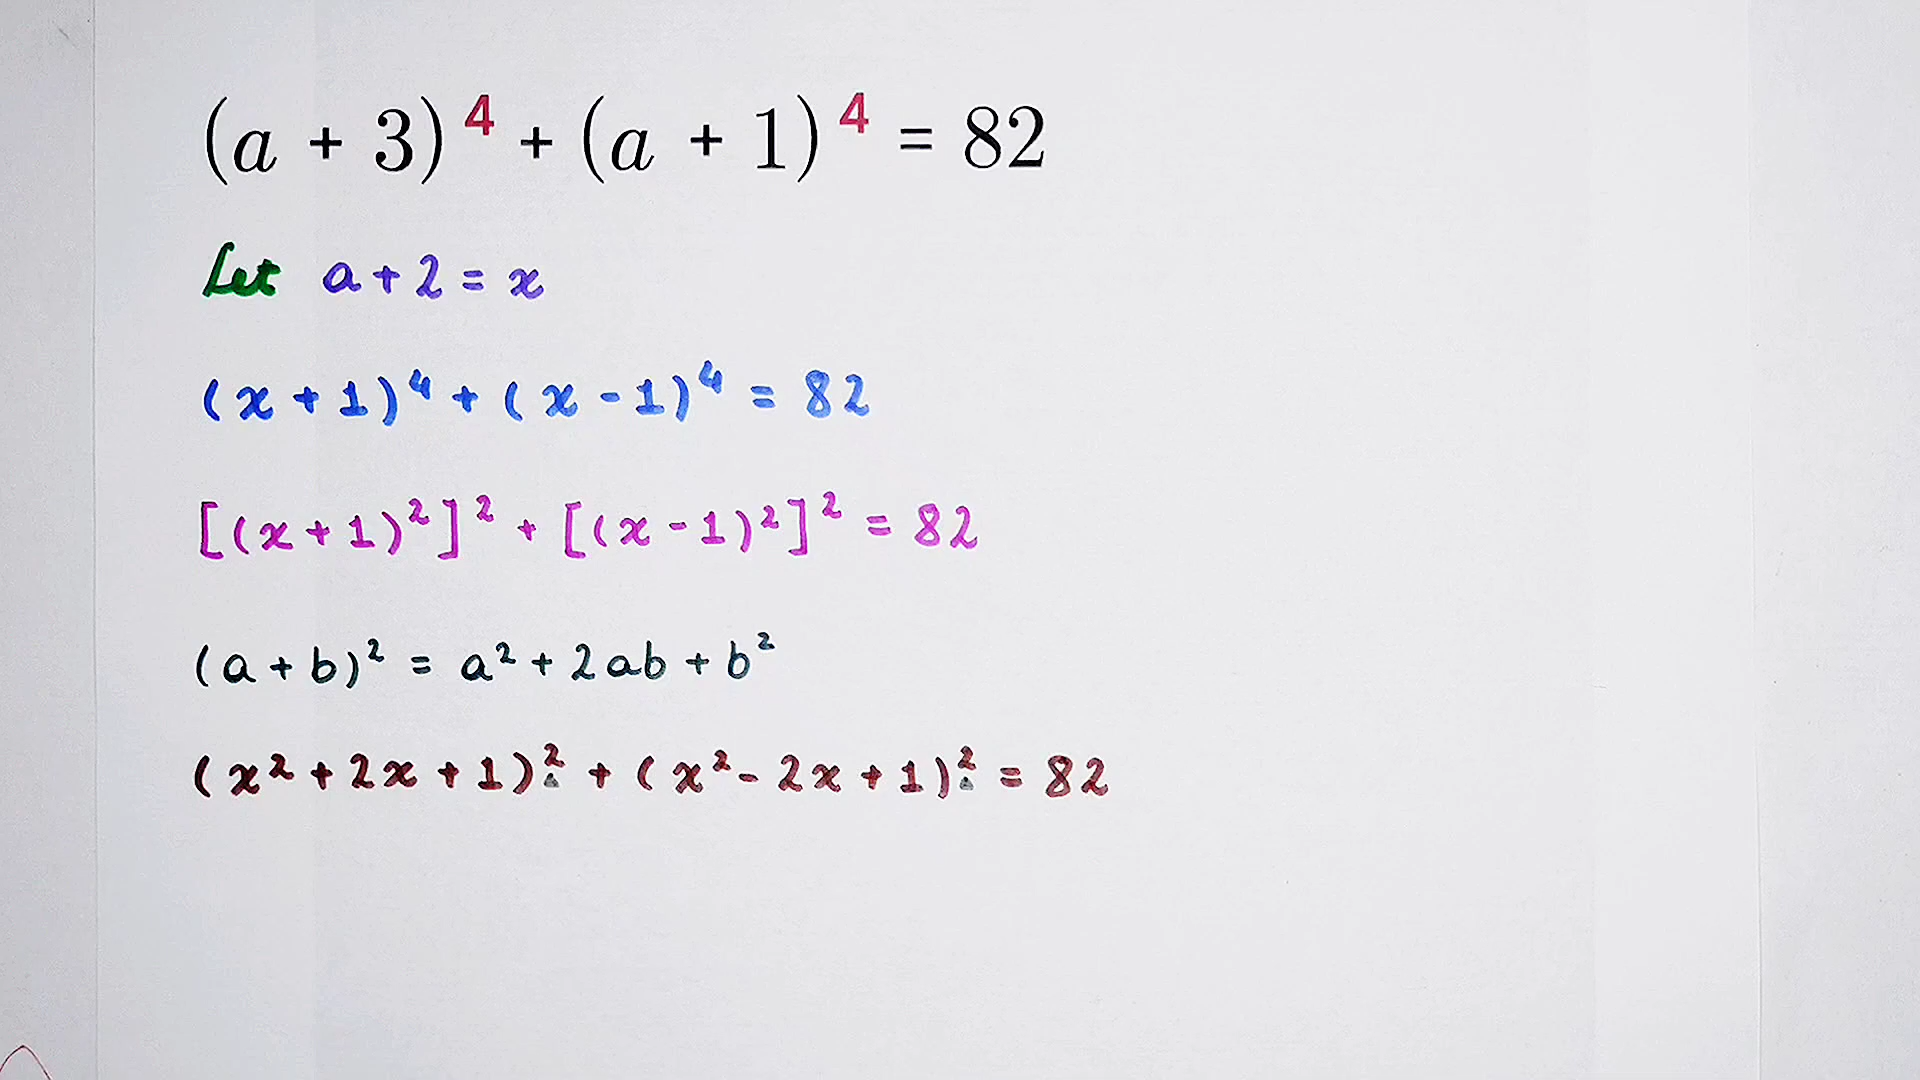 (a + 3)⁴ + (a + 1)⁴ = 82
Let a + 2 = x
(x + 1)⁴ + (x - 1)⁴ = 82
[(x + 1)²]² + [(x - 1)²]² = 82
(a + b)² = a² + 2ab + b²
(x² + 2x + 1)² + (x² - 2x + 1)² = 82